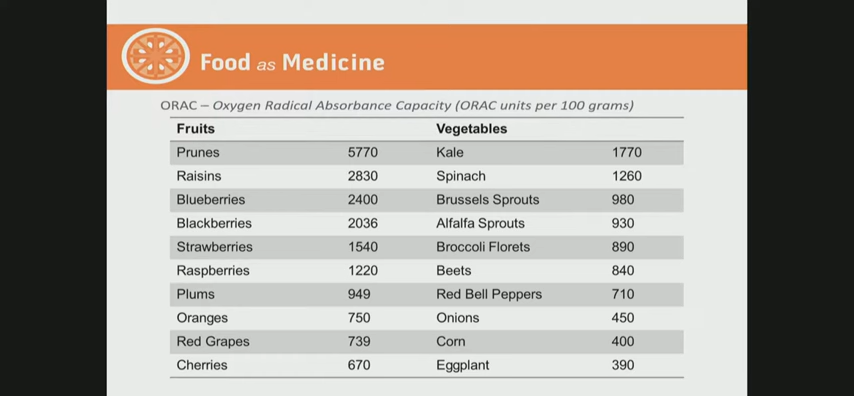 Food as Medicine
ORAC – Oxygen Radical Absorbance Capacity (ORAC units per 100 grams)
Fruits Vegetables
Prunes 5770 Kale 1770
Raisins 2830 Spinach 1260
Blueberries 2400 Brussels Sprouts 980
Blackberries 2036 Alfalfa Sprouts 930
Strawberries 1540 Broccoli Florets 890
Raspberries 1220 Beets 840
Plums 949 Red Bell Peppers 710
Oranges 750 Onions 450
Red Grapes 739 Corn 400
Cherries 670 Eggplant 390